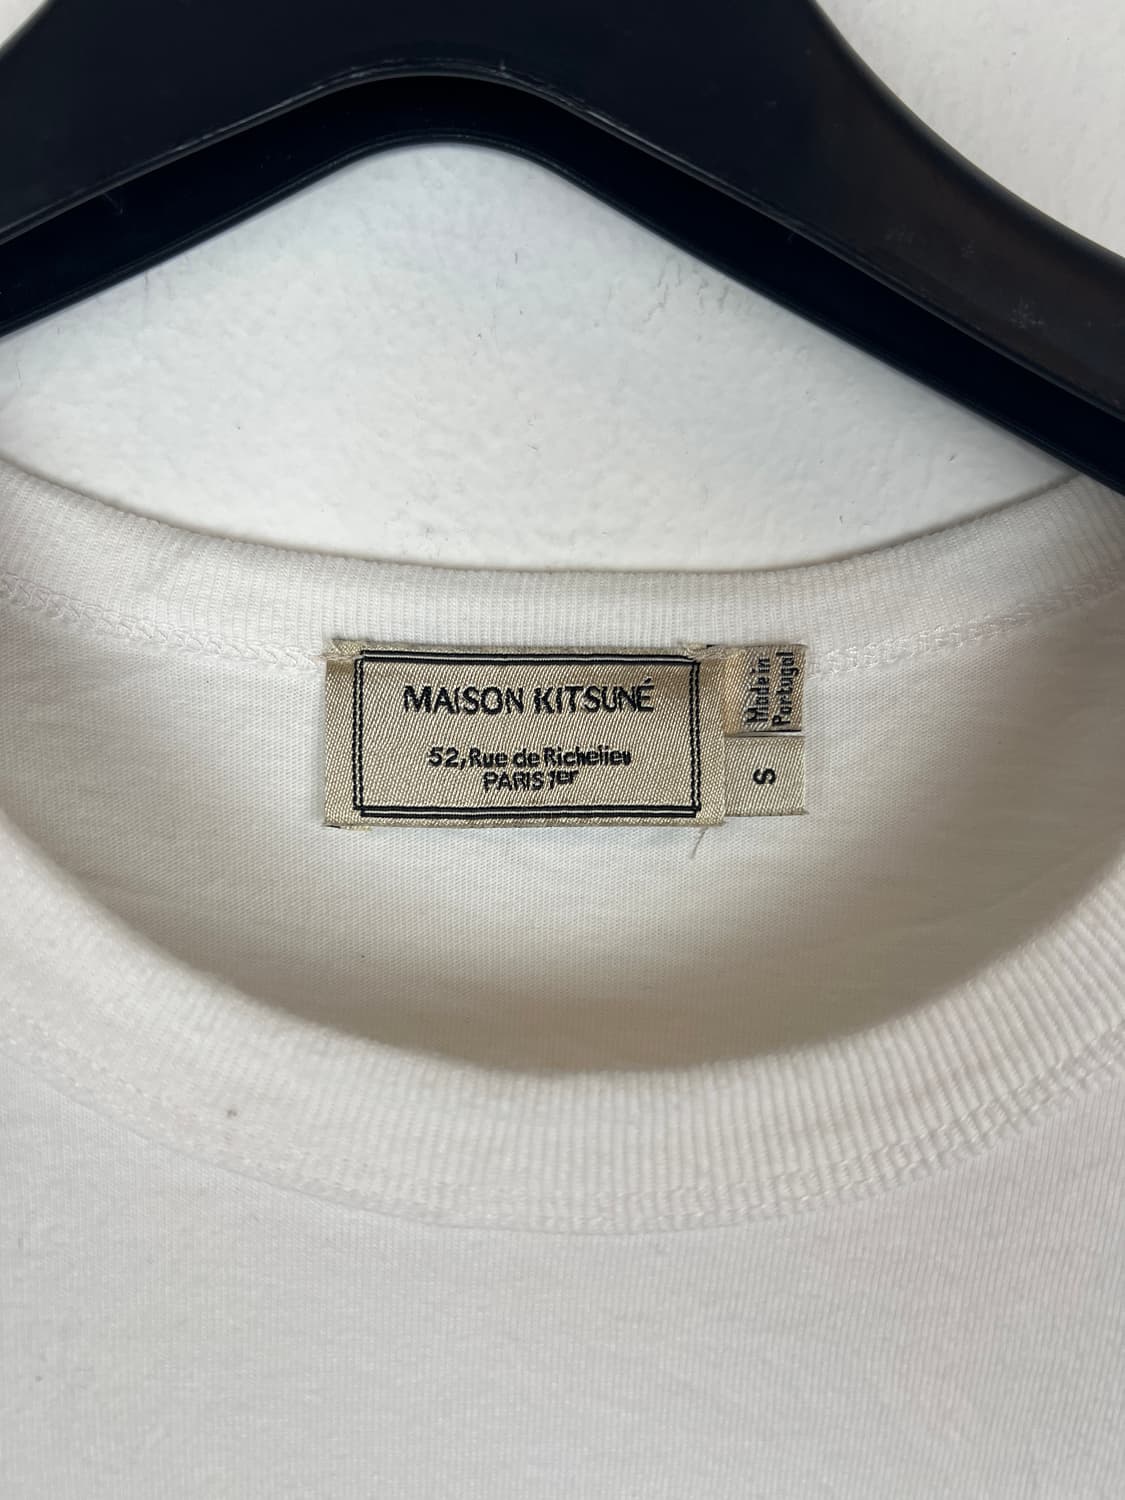 MAISON KITSUNÉ
52, Rue de Richelieu
PARIS 1er
Made in
Portugal
S